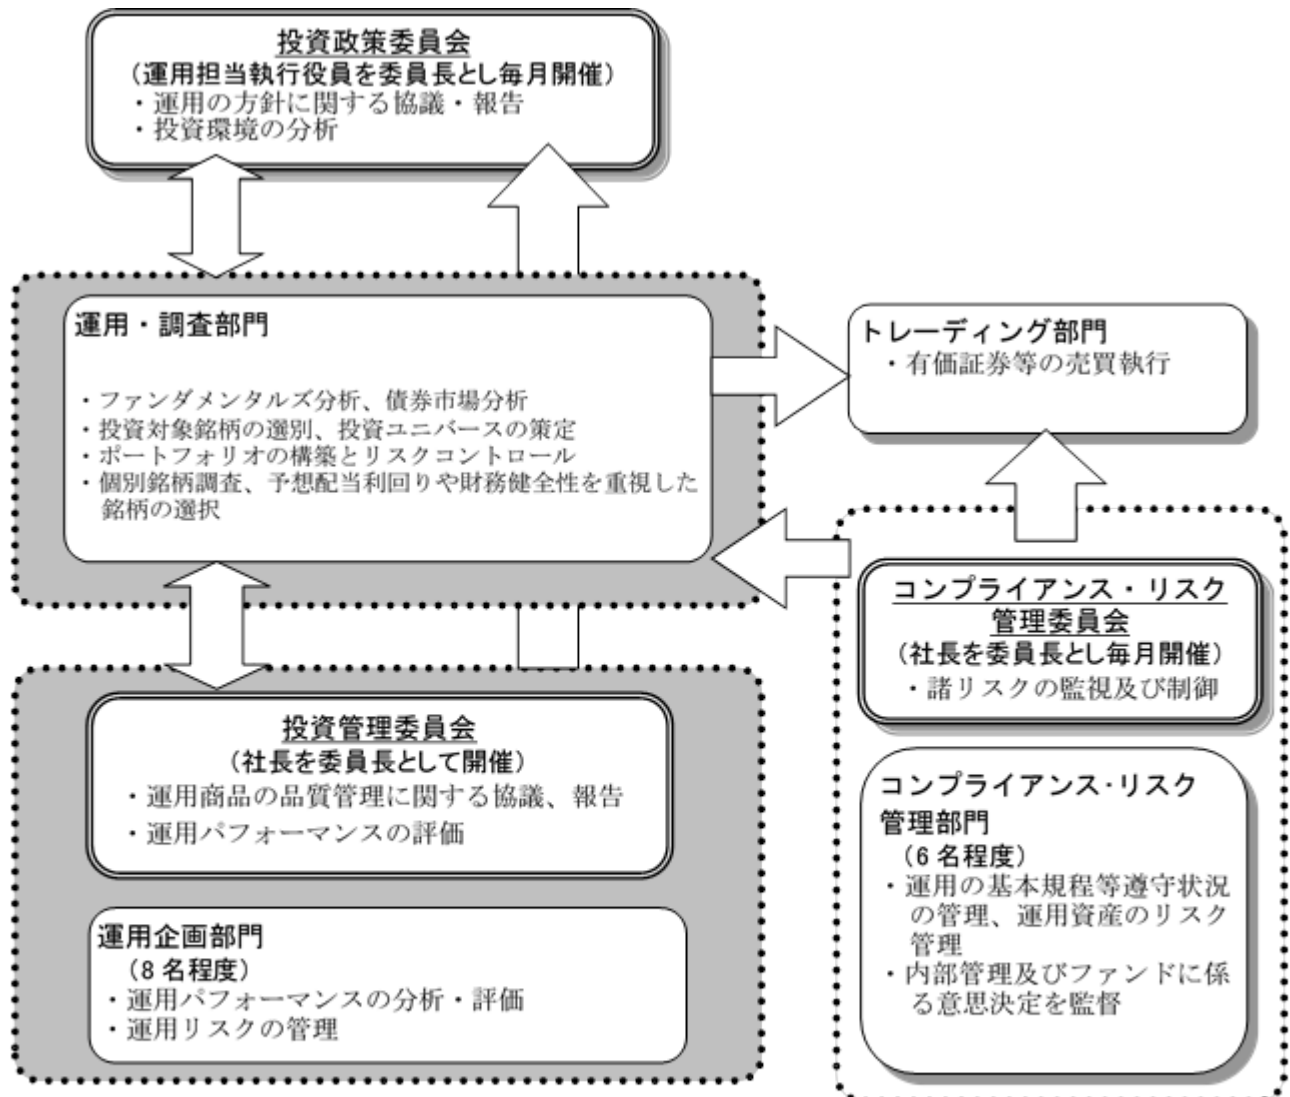 投資政策委員会
(運用担当執行役員を委員長とし毎月開催)
・運用の方針に関する協議・報告
・投資環境の分析
運用・調査部門
・ファンダメンタルズ分析、債券市場分析
・投資対象銘柄の選別、投資ユニバースの策定
・ポートフォリオの構築とリスクコントロール
・個別銘柄調査、予想配当利回りや財務健全性を重視した
銘柄の選択
トレーディング部門
・有価証券等の売買執行
コンプライアンス・リスク
管理委員会
(社長を委員長とし毎月開催)
・諸リスクの監視及び制御
投資管理委員会
(社長を委員長として開催)
・運用商品の品質管理に関する協議、報告
・運用パフォーマンスの評価
コンプライアンス・リスク
管理部門
(6名程度)
・運用の基本規程等遵守状況
の管理、運用資産のリスク
管理
・内部管理及びファンドに係
る意思決定を監督
運用企画部門
(8名程度)
・運用パフォーマンスの分析・評価
・運用リスクの管理